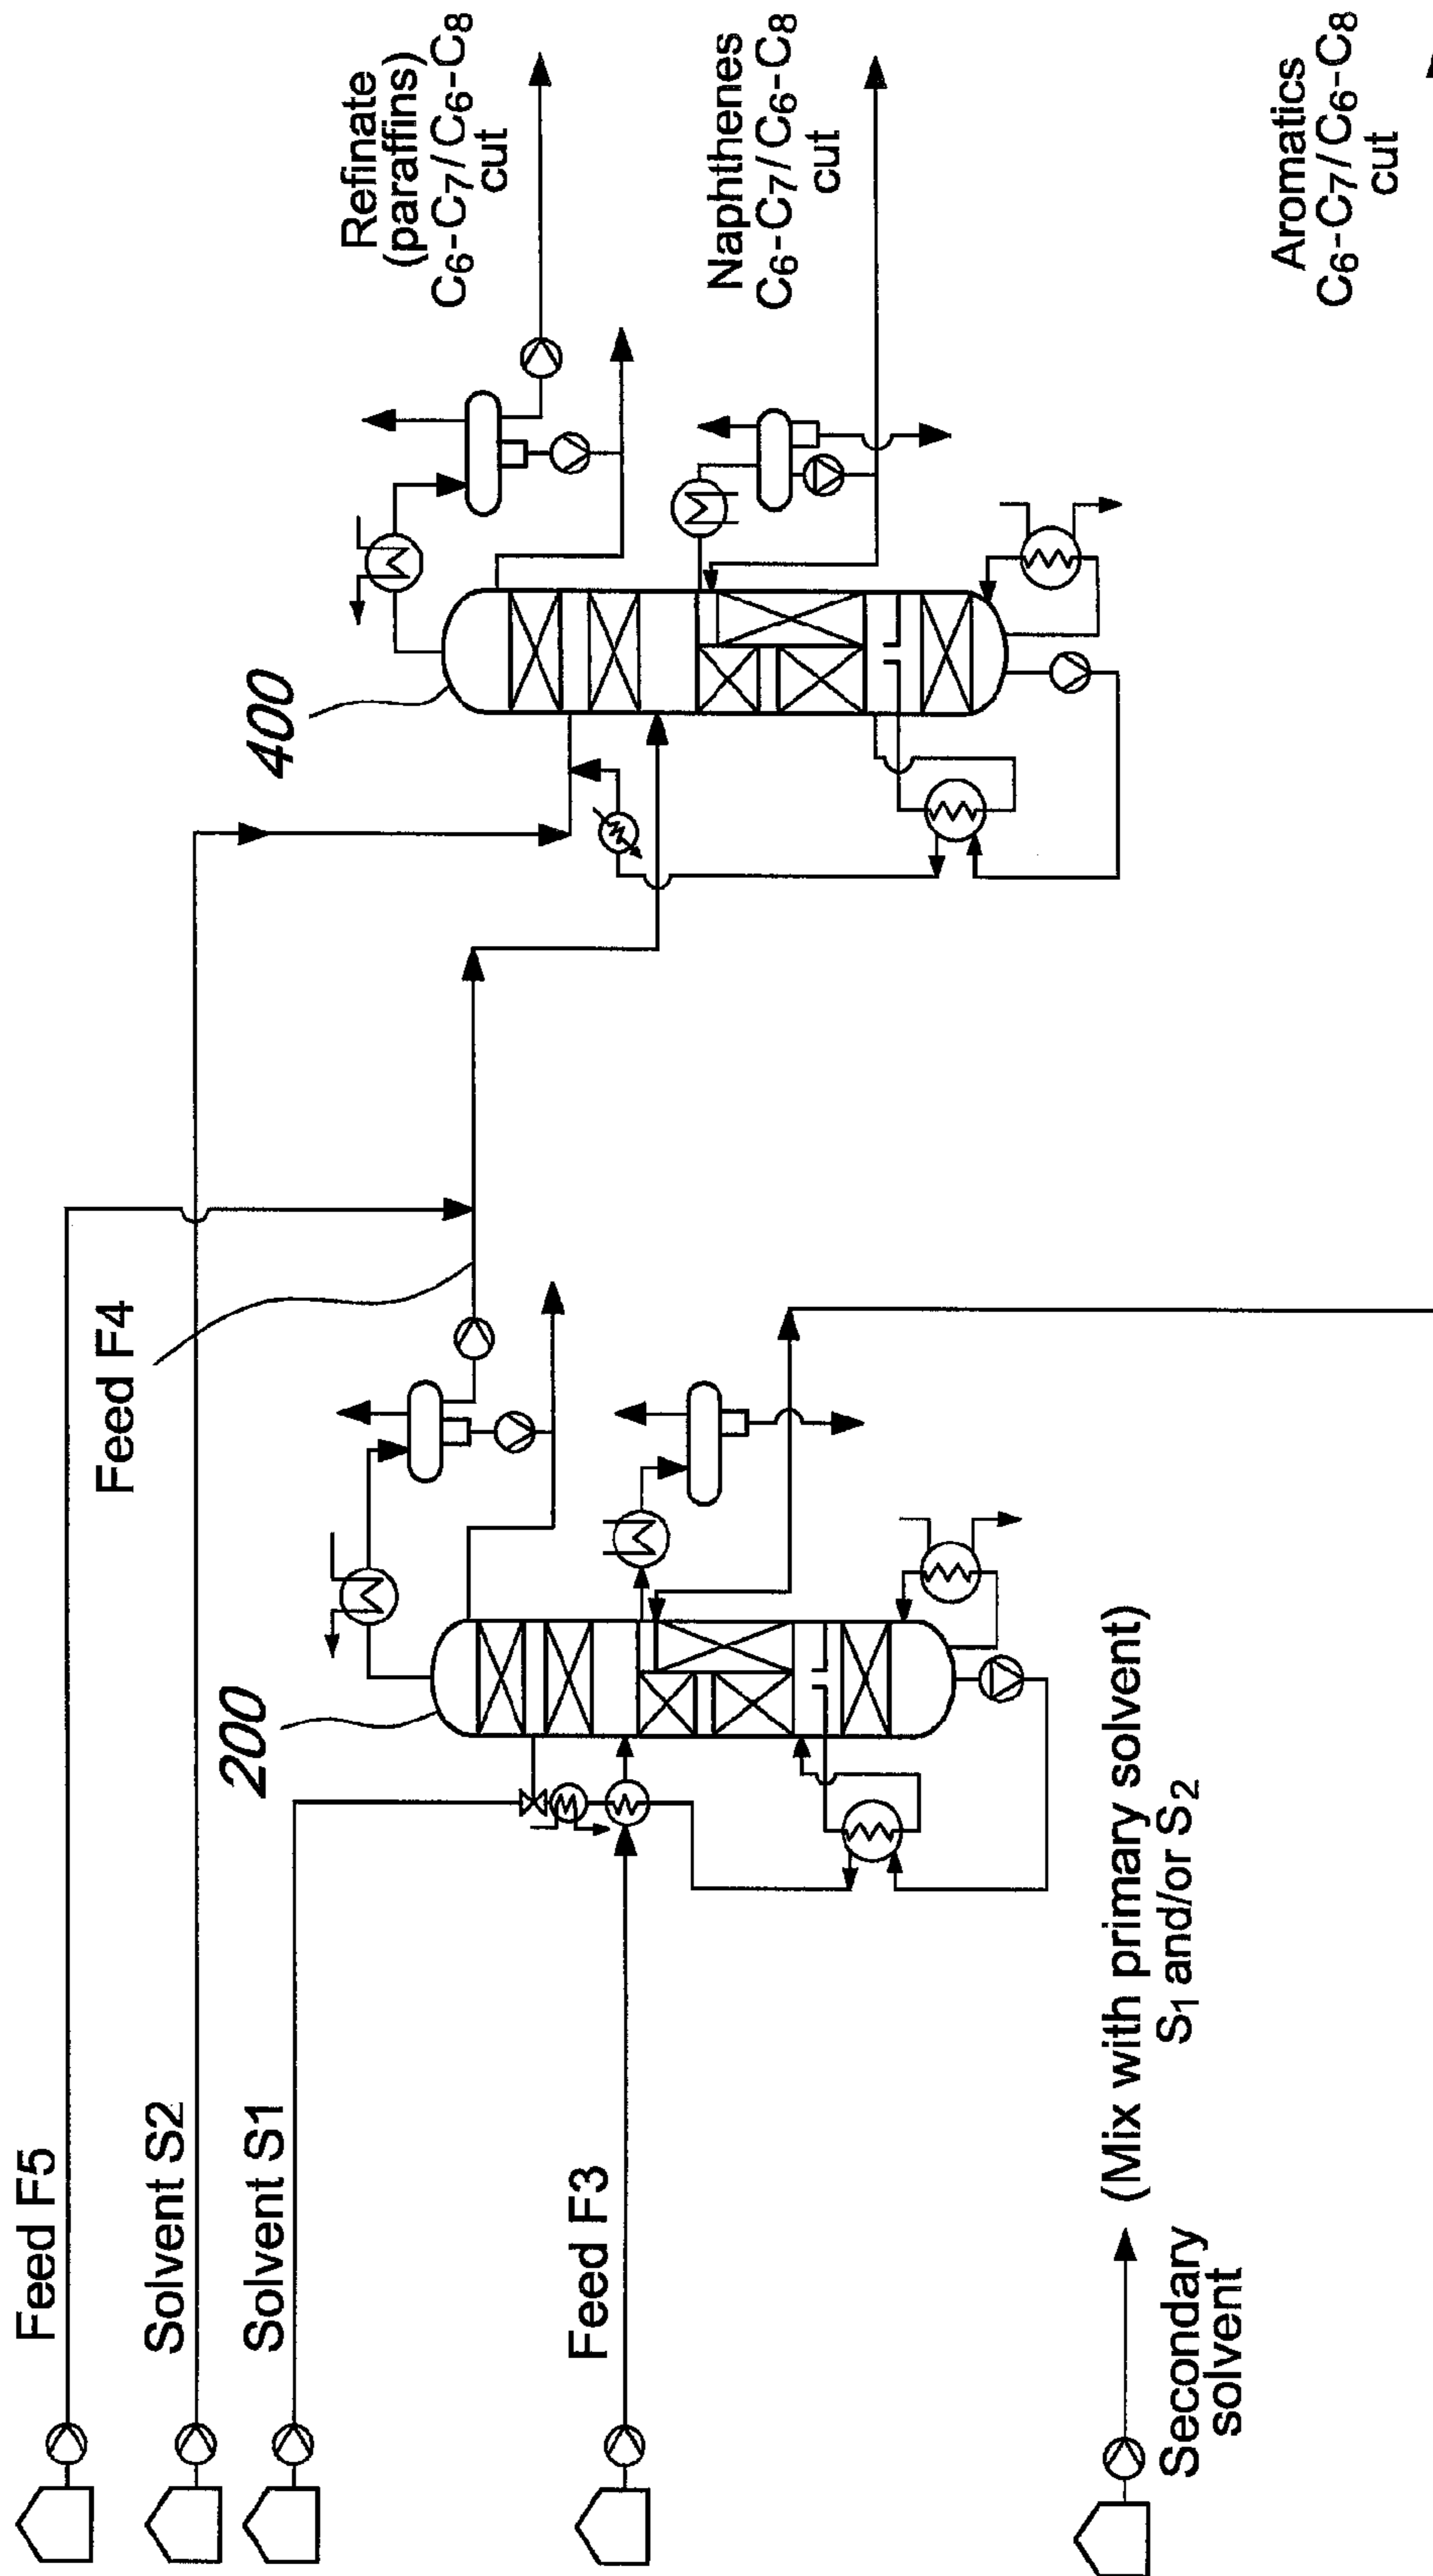 Feed F5
Solvent S2
Solvent S1
Feed F3
Secondary
solvent
(Mix with primary solvent)
S1 and/or S2
Feed F4
200
400
Refinate
(paraffins)
C6-C7/C6-C8
cut
Naphthenes
C6-C7/C6-C8
cut
Aromatics
C6-C7/C6-C8
cut